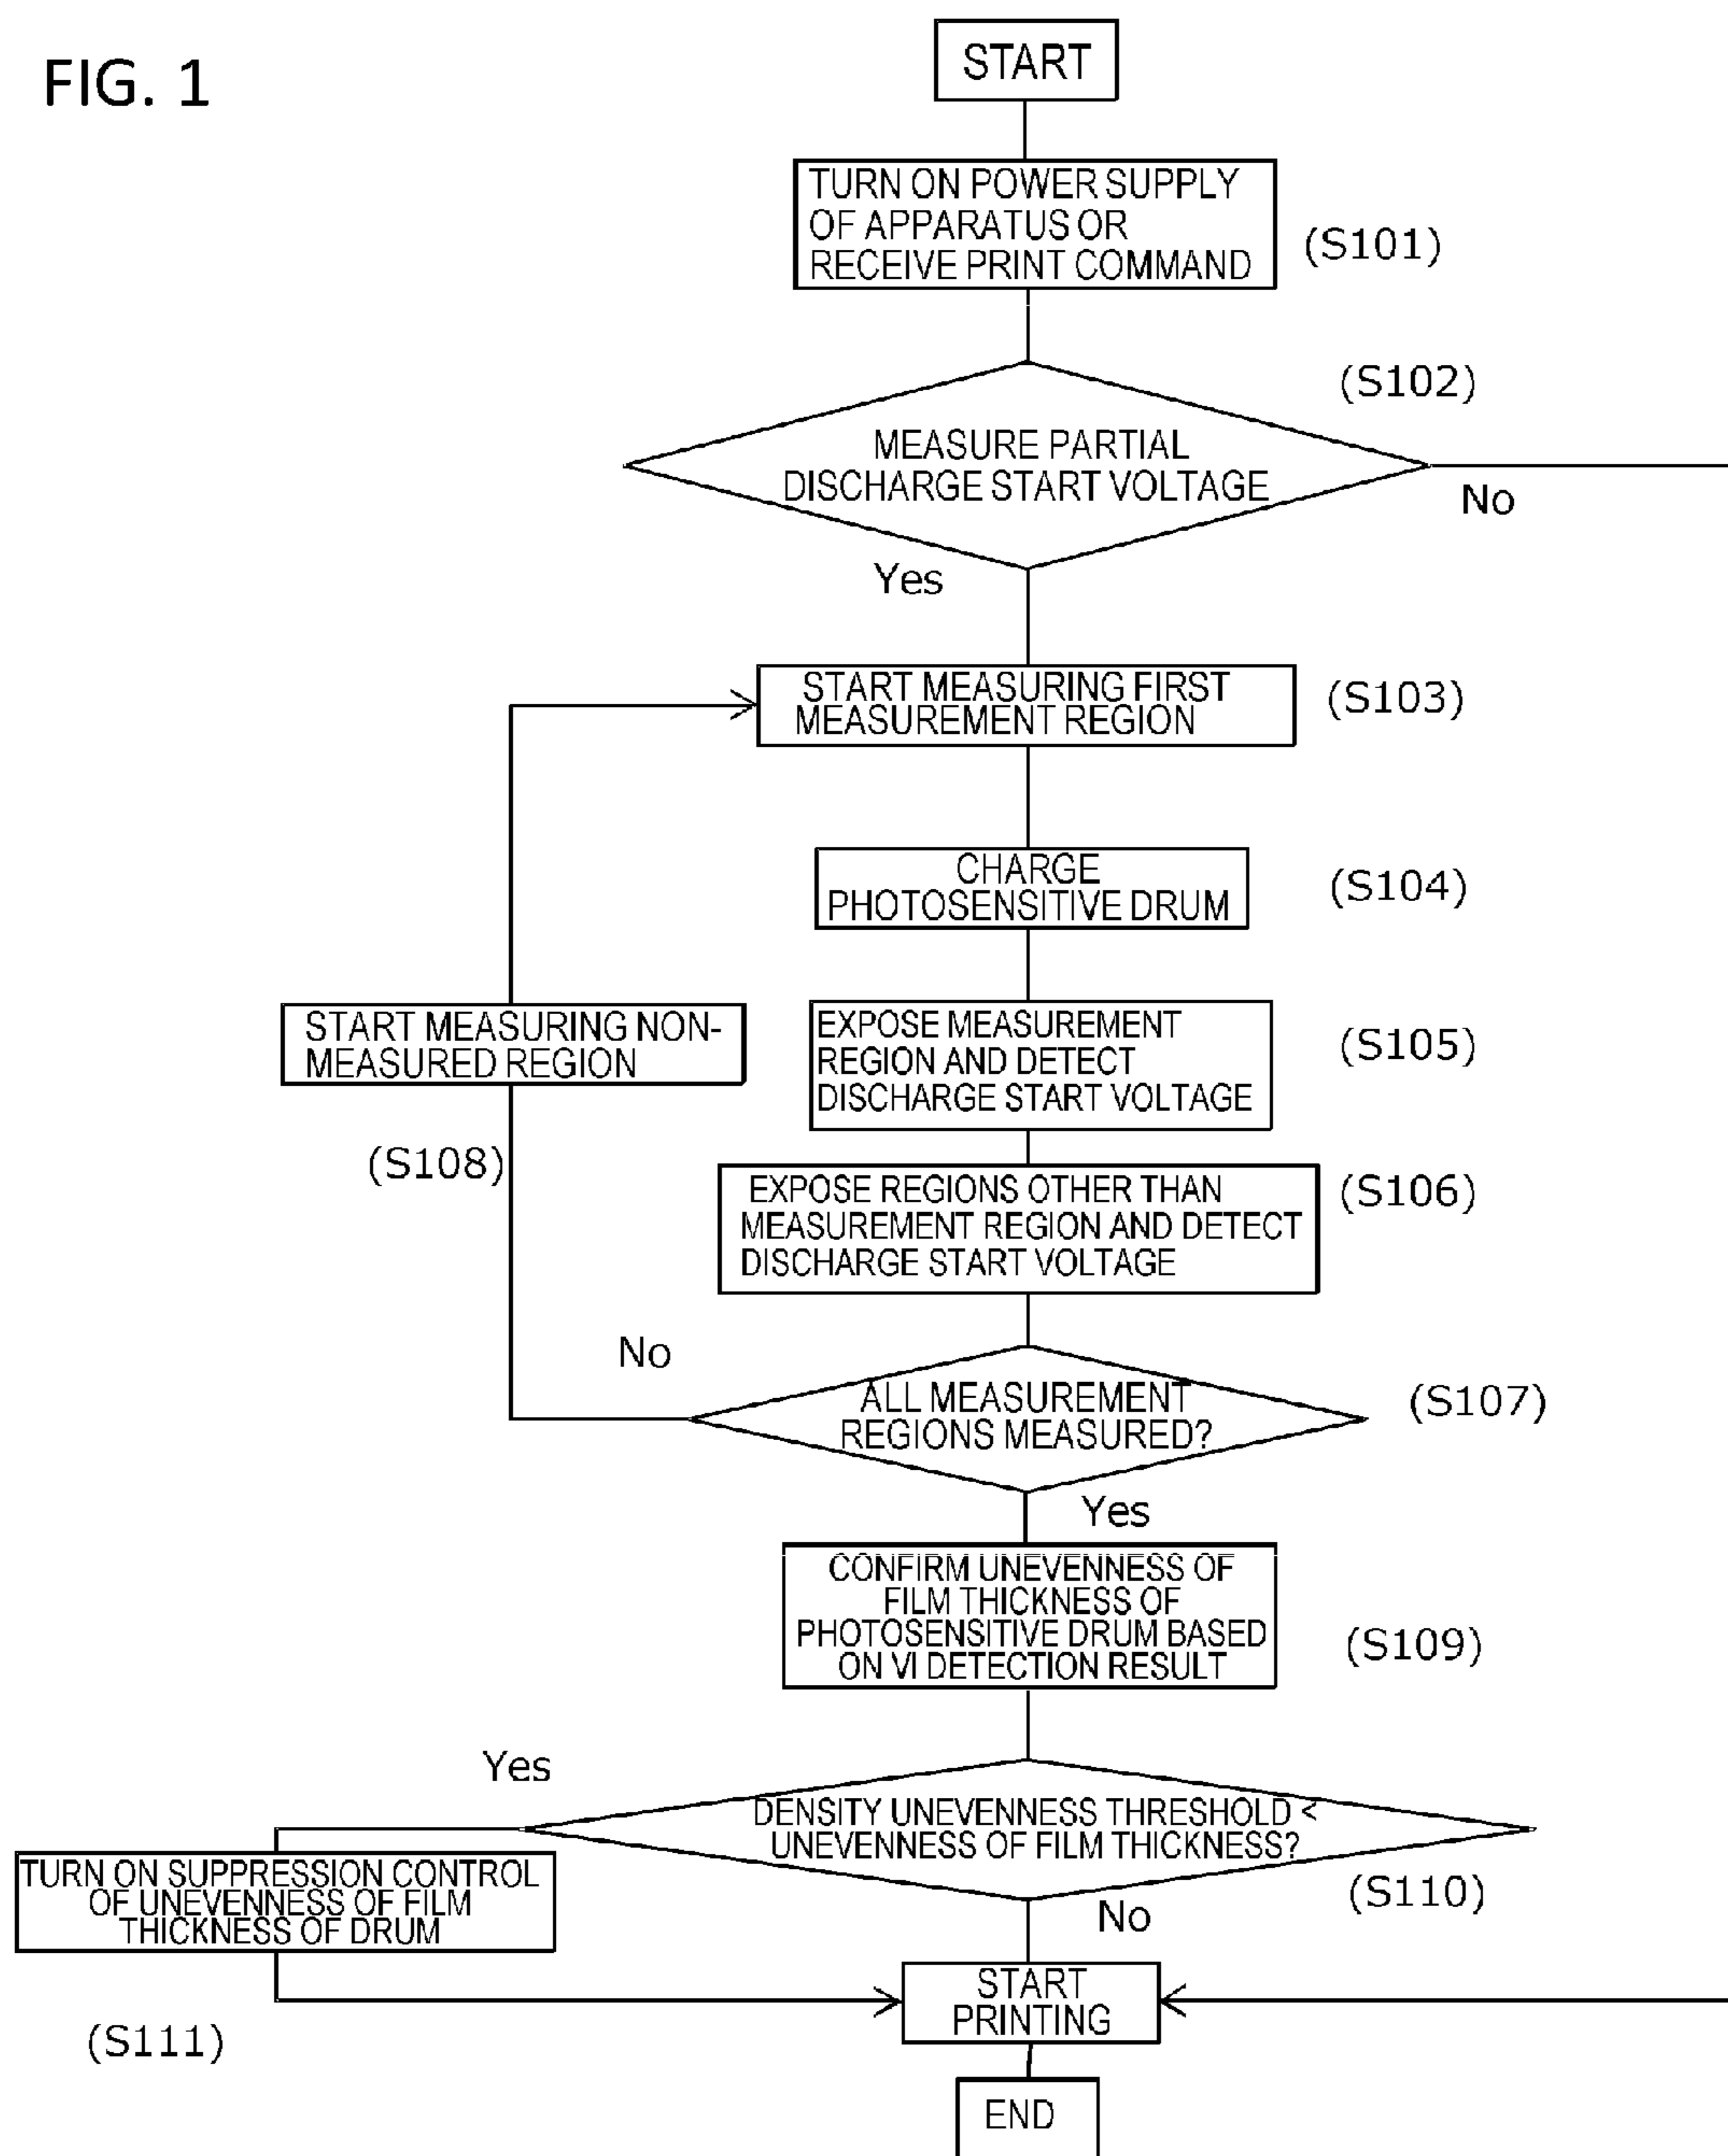 FIG. 1
START
TURN ON POWER SUPPLY
OF APPARATUS OR
RECEIVE PRINT COMMAND
(S101)
(S102)
MEASURE PARTIAL
DISCHARGE START VOLTAGE
No
Yes
START MEASURING FIRST
MEASUREMENT REGION
(S103)
CHARGE
PHOTOSENSITIVE DRUM
(S104)
START MEASURING NON-
MEASURED REGION
(S108)
EXPOSE MEASUREMENT
REGION AND DETECT
DISCHARGE START VOLTAGE
(S105)
EXPOSE REGIONS OTHER THAN
MEASUREMENT REGION AND DETECT
DISCHARGE START VOLTAGE
(S106)
No
ALL MEASUREMENT
REGIONS MEASURED?
(S107)
Yes
CONFIRM UNEVENNESS OF
FILM THICKNESS OF
PHOTOSENSITIVE DRUM BASED
ON VI DETECTION RESULT
(S109)
Yes
DENSITY UNEVENNESS THRESHOLD <
UNEVENNESS OF FILM THICKNESS?
(S110)
No
TURN ON SUPPRESSION CONTROL
OF UNEVENNESS OF FILM
THICKNESS OF DRUM
(S111)
START
PRINTING
END